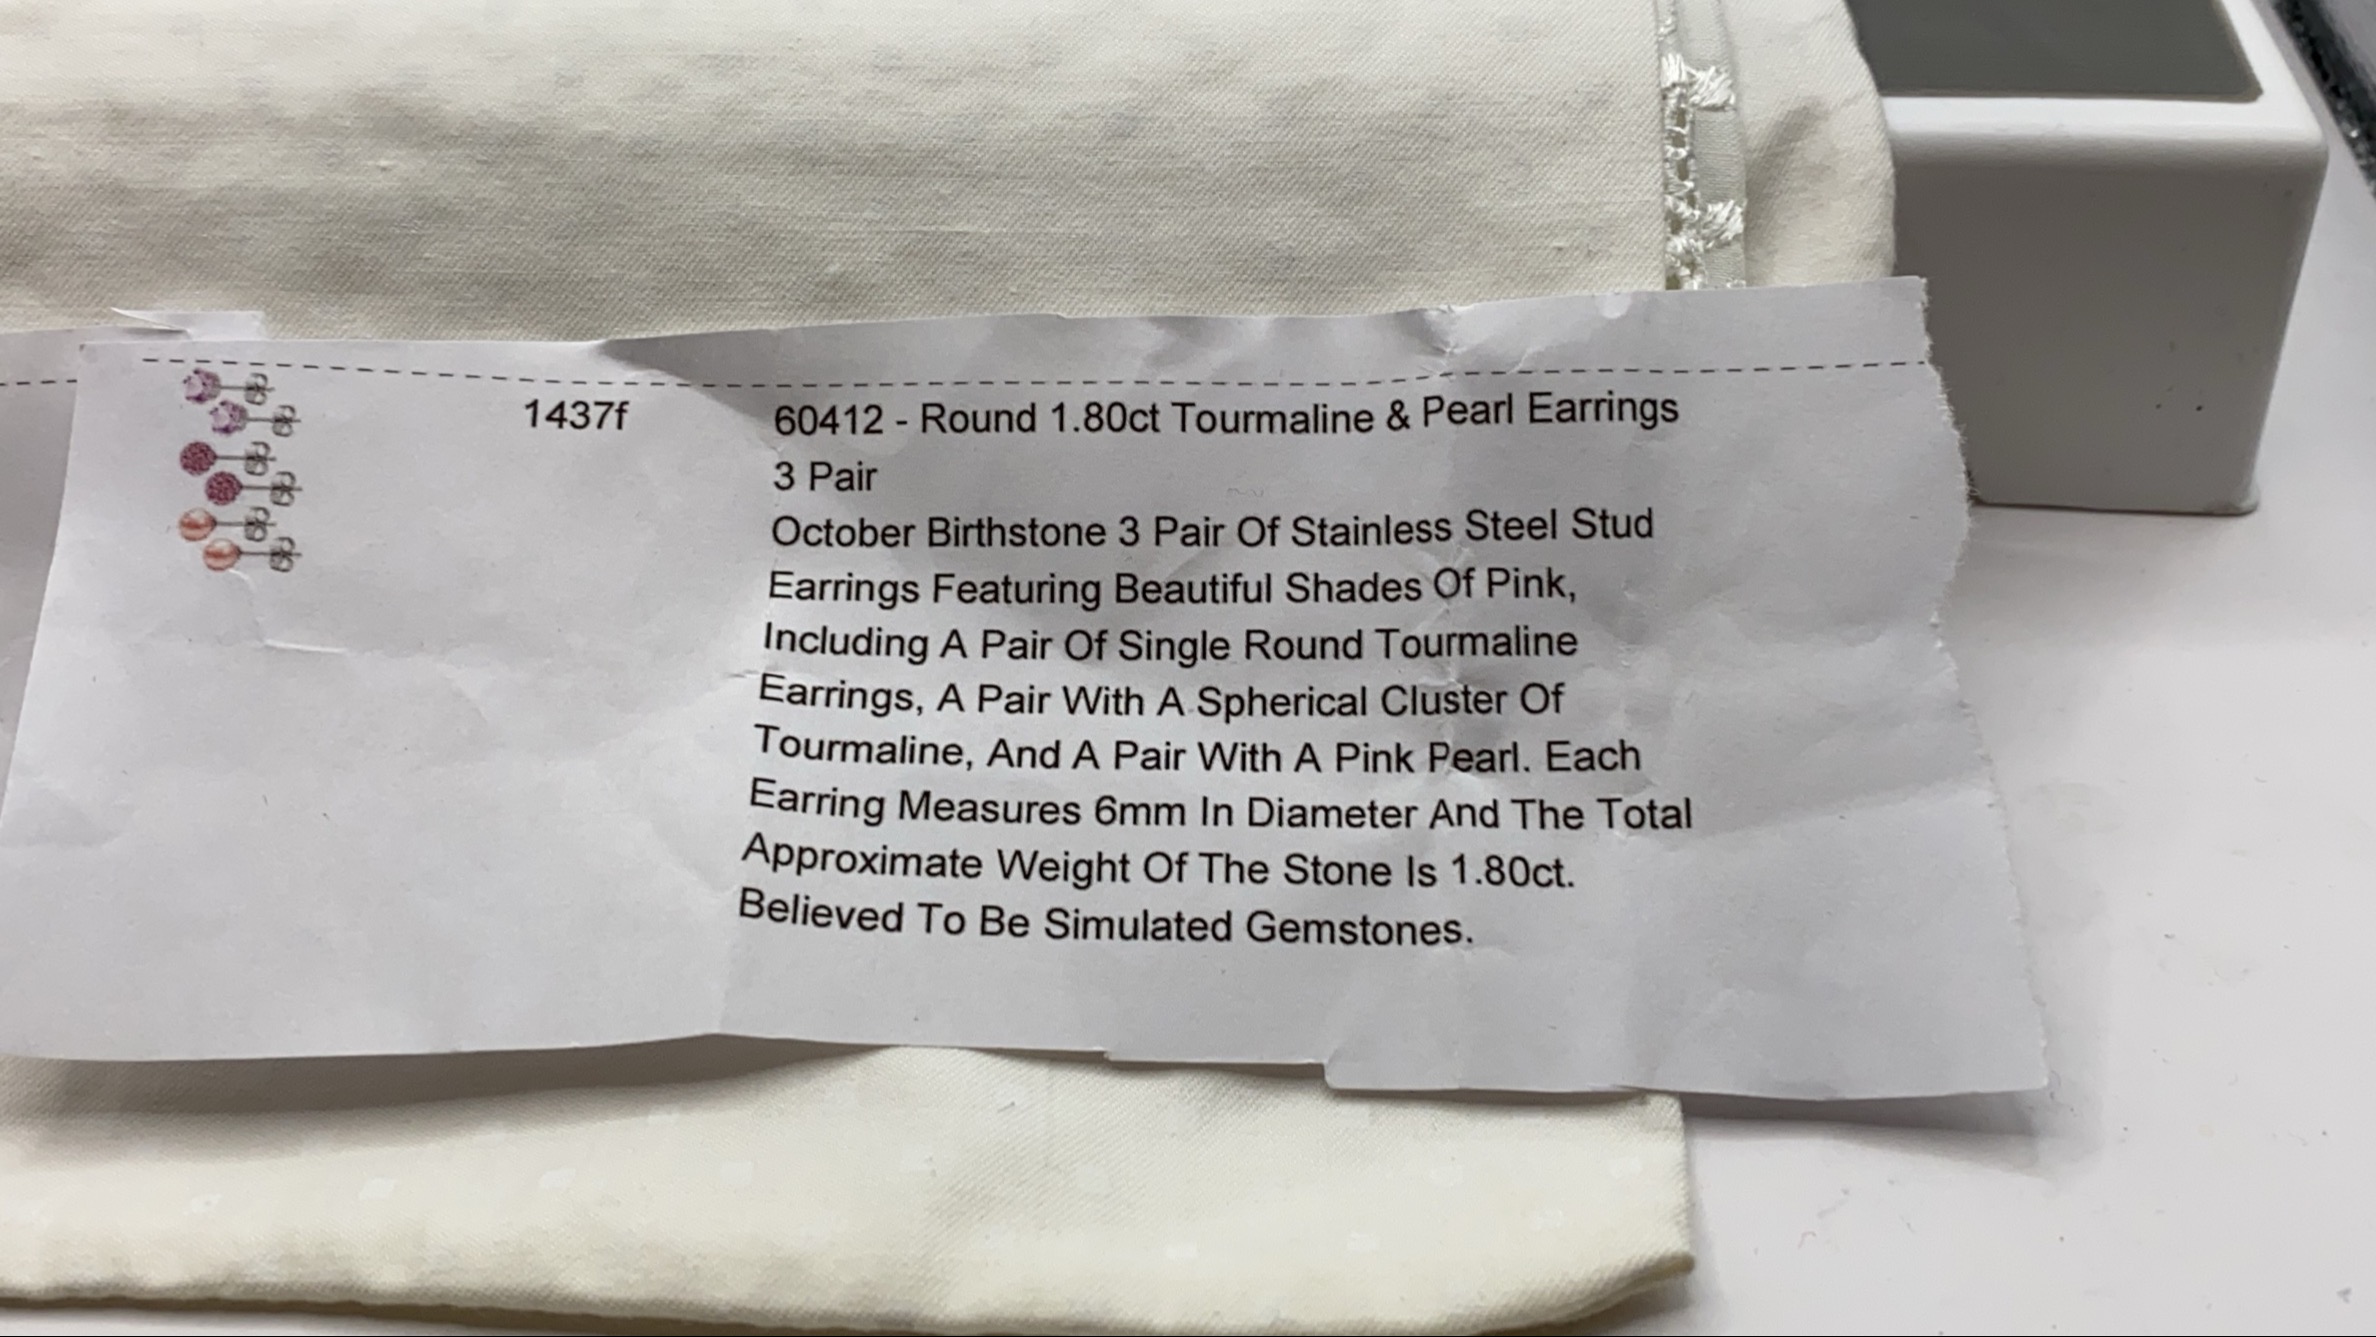 1437f
60412 - Round 1.80ct Tourmaline & Pearl Earrings
3 Pair
October Birthstone 3 Pair Of Stainless Steel Stud
Earrings Featuring Beautiful Shades Of Pink,
Including A Pair Of Single Round Tourmaline
Earrings, A Pair With A Spherical Cluster Of
Tourmaline, And A Pair With A Pink Pearl. Each
Earring Measures 6mm In Diameter And The Total
Approximate Weight Of The Stone Is 1.80ct.
Believed To Be Simulated Gemstones.